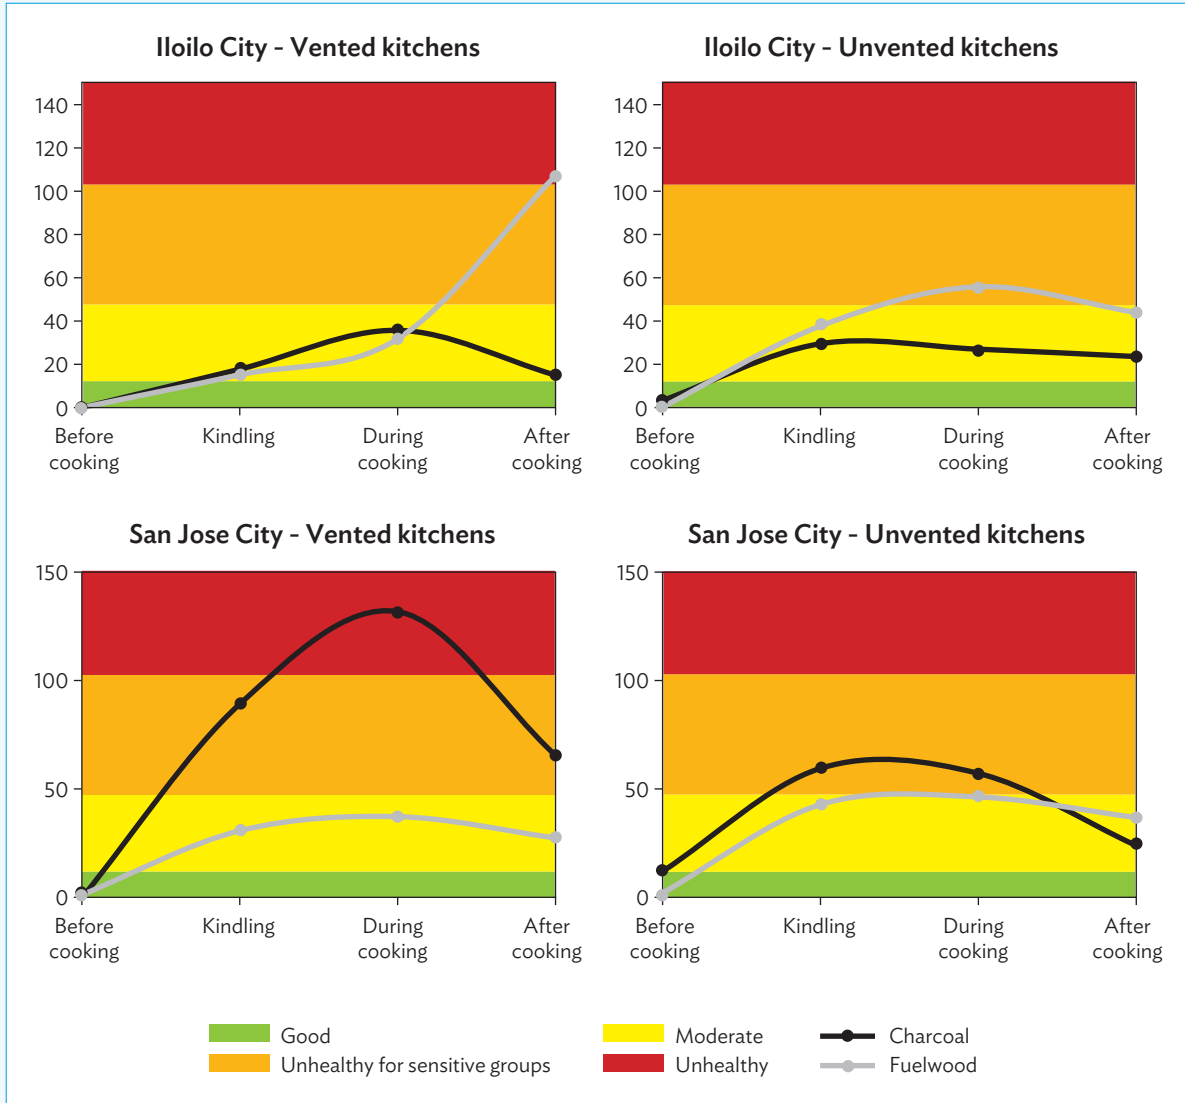 Iloilo City - Vented kitchens
140
120
100
80
60
40
20
0
Before cooking
Kindling
During cooking
After cooking
Iloilo City - Unvented kitchens
140
120
100
80
60
40
20
0
Before cooking
Kindling
During cooking
After cooking
San Jose City - Vented kitchens
150
100
50
0
Before cooking
Kindling
During cooking
After cooking
San Jose City - Unvented kitchens
150
100
50
0
Before cooking
Kindling
During cooking
After cooking
Good
Unhealthy for sensitive groups
Moderate
Unhealthy
Charcoal
Fuelwood